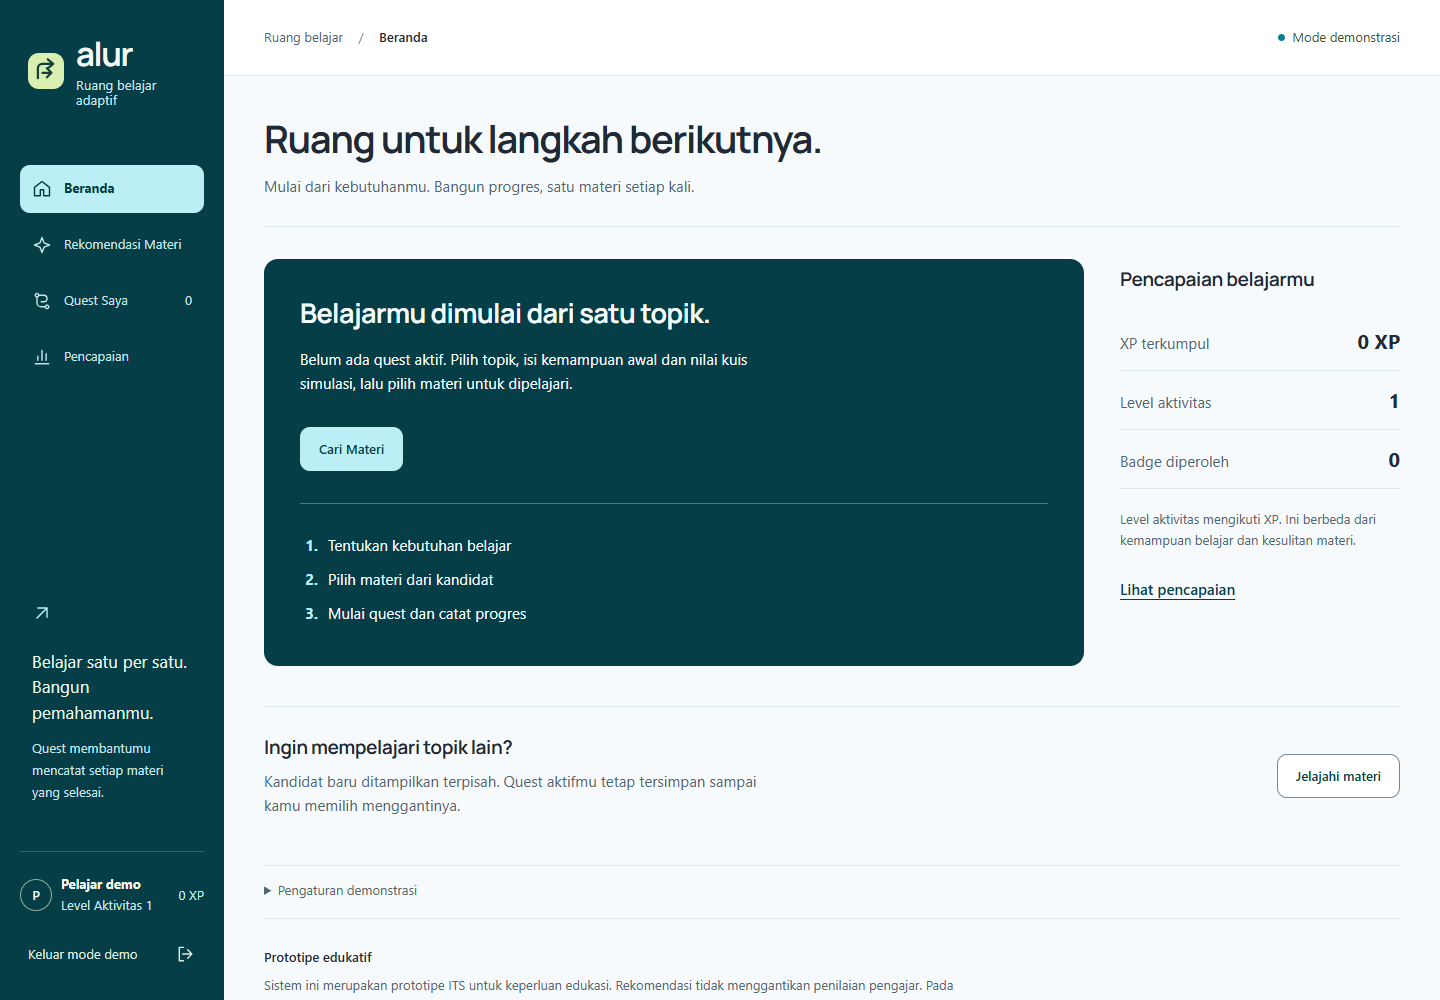 alur
Ruang belajar
adaptif
Beranda
Rekomendasi Materi
Quest Saya 0
Pencapaian
Belajar satu per satu.
Bangun
pemahamanmu.
Quest membantumu
mencatat setiap materi
yang selesai.
P
Pelajar demo
Level Aktivitas 1
0 XP
Keluar mode demo
Ruang belajar / Beranda
Mode demonstrasi
Ruang untuk langkah berikutnya.
Mulai dari kebutuhanmu. Bangun progres, satu materi setiap kali.
Belajarmu dimulai dari satu topik.
Belum ada quest aktif. Pilih topik, isi kemampuan awal dan nilai kuis
simulasi, lalu pilih materi untuk dipelajari.
Cari Materi
1. Tentukan kebutuhan belajar
2. Pilih materi dari kandidat
3. Mulai quest dan catat progres
Pencapaian belajarmu
XP terkumpul 0 XP
Level aktivitas 1
Badge diperoleh 0
Level aktivitas mengikuti XP. Ini berbeda dari
kemampuan belajar dan kesulitan materi.
Lihat pencapaian
Ingin mempelajari topik lain?
Kandidat baru ditampilkan terpisah. Quest aktifmu tetap tersimpan sampai
kamu memilih menggantinya.
Jelajahi materi
Pengaturan demonstrasi
Prototipe edukatif
Sistem ini merupakan prototipe ITS untuk keperluan edukasi. Rekomendasi tidak menggantikan penilaian pengajar. Pada